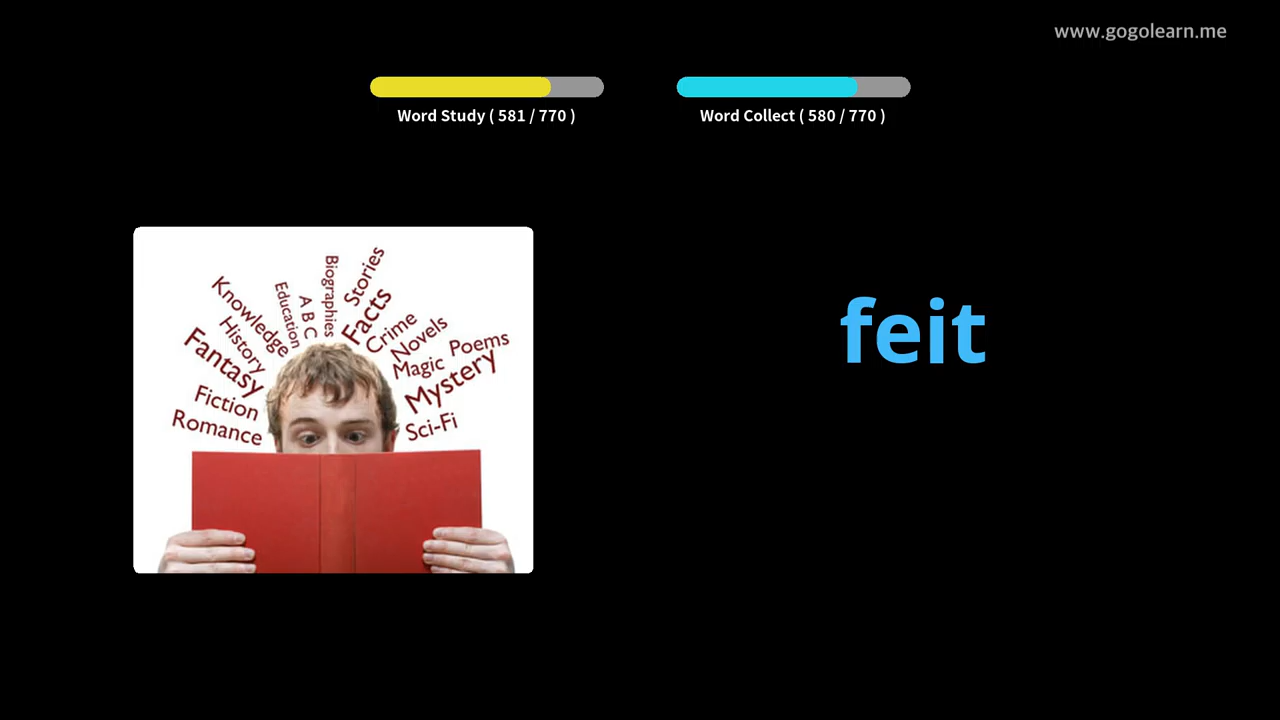 www.gogolearn.me
Word Study ( 581 / 770 )
Word Collect ( 580 / 770 )
feit
Biographies
Stories
Education
A B C
Facts
Knowledge
Crime
History
Novels
Poems
Fantasy
Magic
Mystery
Fiction
Sci-Fi
Romance